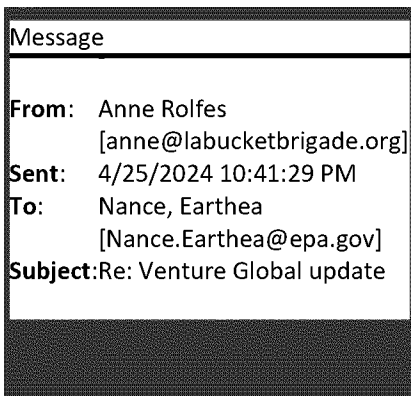 Message
From: Anne Rolfes
[anne@labucketbrigade.org]
Sent: 4/25/2024 10:41:29 PM
To: Nance, Earthea
[Nance.Earthea@epa.gov]
Subject:Re: Venture Global update